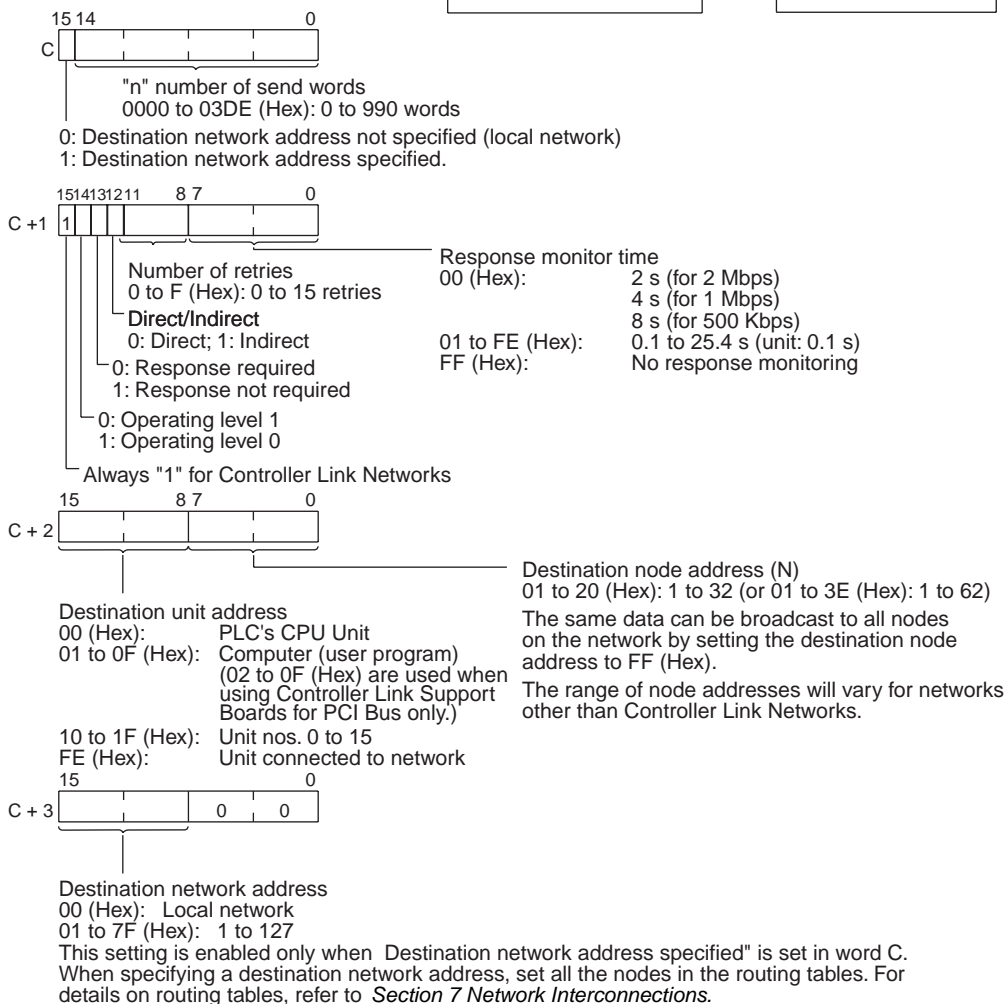 15 14 0
C
"n" number of send words
0000 to 03DE (Hex): 0 to 990 words
0: Destination network address not specified (local network)
1: Destination network address specified.
15 14 13 12 11 8 7 0
C +1 1
Number of retries
0 to F (Hex): 0 to 15 retries
Direct/Indirect
0: Direct; 1: Indirect
0: Response required
1: Response not required
0: Operating level 1
1: Operating level 0
Always "1" for Controller Link Networks
Response monitor time
00 (Hex): 2 s (for 2 Mbps)
4 s (for 1 Mbps)
8 s (for 500 Kbps)
01 to FE (Hex): 0.1 to 25.4 s (unit: 0.1 s)
FF (Hex): No response monitoring
15 8 7 0
C + 2
Destination unit address
00 (Hex): PLC's CPU Unit
01 to 0F (Hex): Computer (user program)
(02 to 0F (Hex) are used when
using Controller Link Support
Boards for PCI Bus only.)
10 to 1F (Hex): Unit nos. 0 to 15
FE (Hex): Unit connected to network
Destination node address (N)
01 to 20 (Hex): 1 to 32 (or 01 to 3E (Hex): 1 to 62)
The same data can be broadcast to all nodes
on the network by setting the destination node
address to FF (Hex).
The range of node addresses will vary for networks
other than Controller Link Networks.
15 0
C + 3 0 0
Destination network address
00 (Hex): Local network
01 to 7F (Hex): 1 to 127
This setting is enabled only when Destination network address specified" is set in word C.
When specifying a destination network address, set all the nodes in the routing tables. For
details on routing tables, refer to Section 7 Network Interconnections.